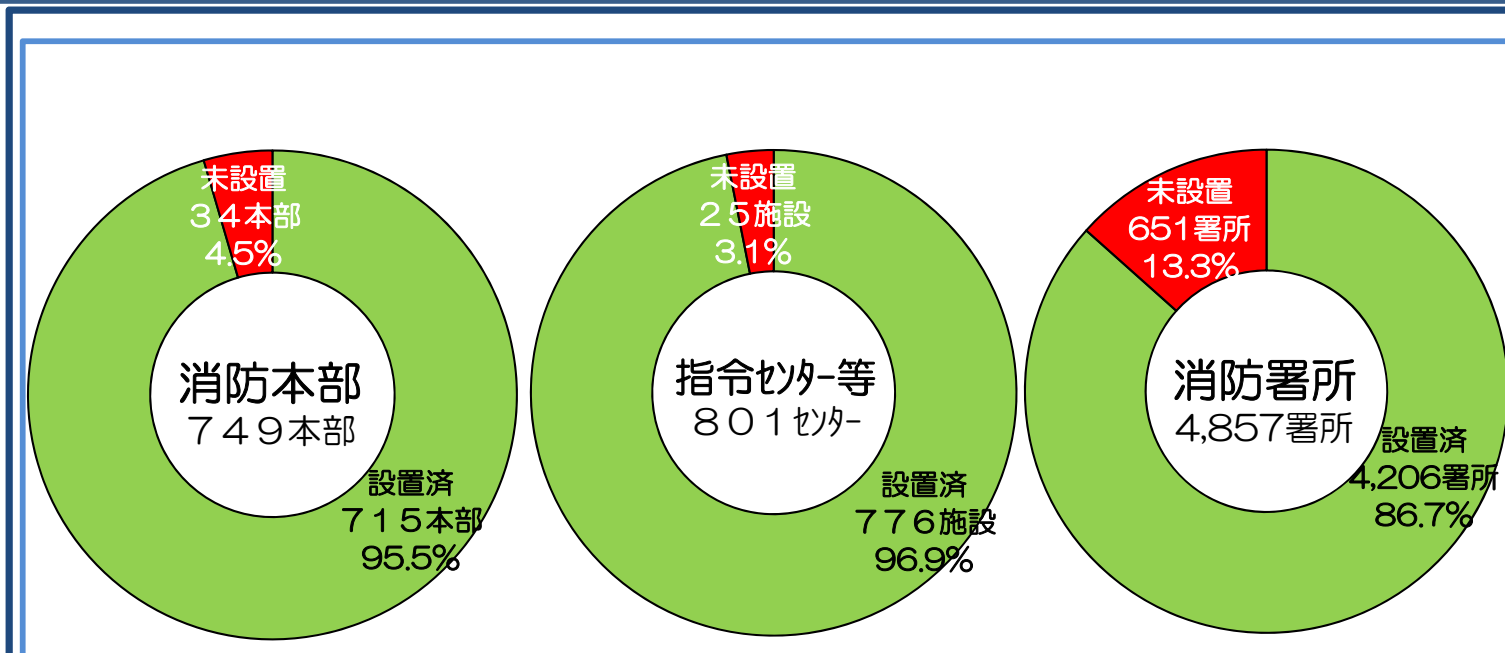 未設置
３４本部
4.5%
消防本部
７４９本部
設置済
７１５本部
95.5%
未設置
２５施設
3.1%
指令ｾﾝﾀｰ等
８０１ｾﾝﾀｰ
設置済
７７６施設
96.9%
未設置
651署所
13.3%
消防署所
4,857署所
設置済
4,206署所
86.7%